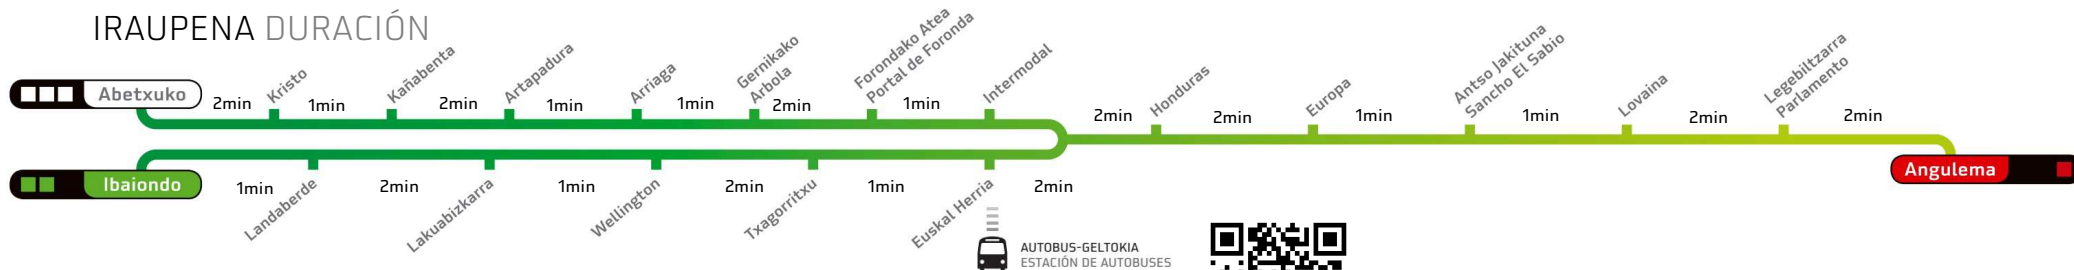 IRAUPENA DURACIÓN
Abetxuko
2min
Kristo
1min
Kañabenta
2min
Artapadura
1min
Arriaga
1min
Gernikako
Arbola
2min
Forondako Atea
Portal de Foronda
1min
Intermodal
2min
Honduras
2min
Europa
1min
Antso Jakituna
Sancho El Sabio
1min
Lovaina
2min
Legebiltzarra
Parlamento
2min
Angulema
Ibaiondo
1min
Landaberde
2min
Lakuabizkarra
1min
Wellington
2min
Txagorritxu
1min
Euskal Herria
2min
AUTOBUS-GELTOKIA
ESTACIÓN DE AUTOBUSES